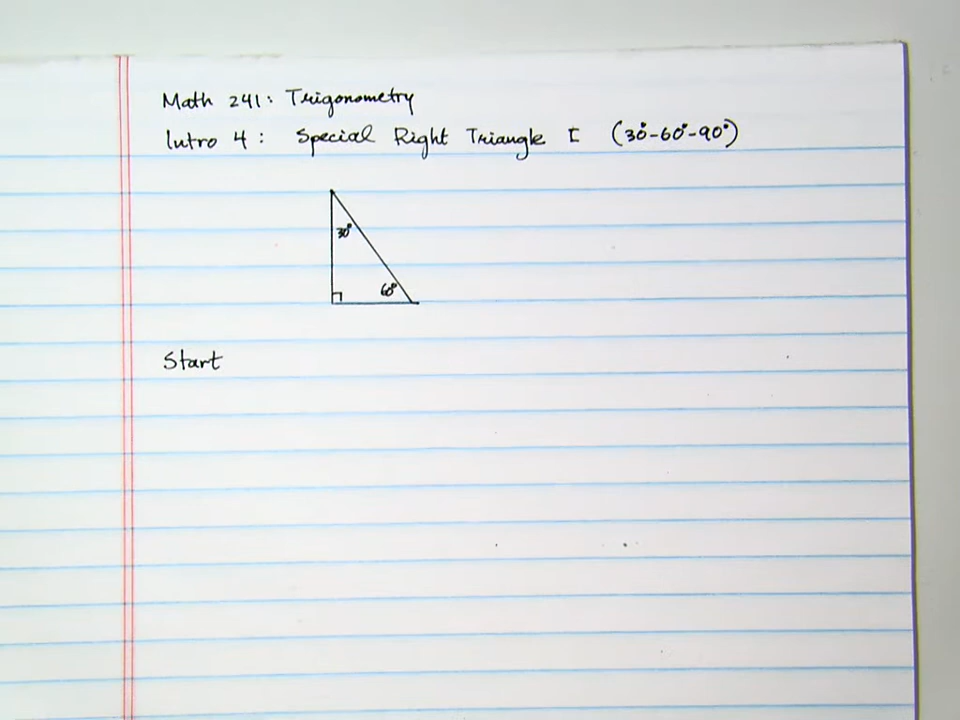 Math 241: Trigonometry
Intro 4: Special Right Triangle I (30°-60°-90°)
30°
60°
Start